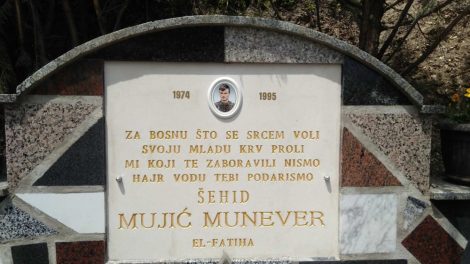 1974 1995
ZA BOSNU ŠTO SE SRCEM VOLI
SVOJU MLADU KRV PROLI
MI KOJI TE ZABORAVILI NISMO
HAJR VODU TEBI PODARISMO
ŠEHID
MUJIĆ MUNEVER
EL-FATIHA